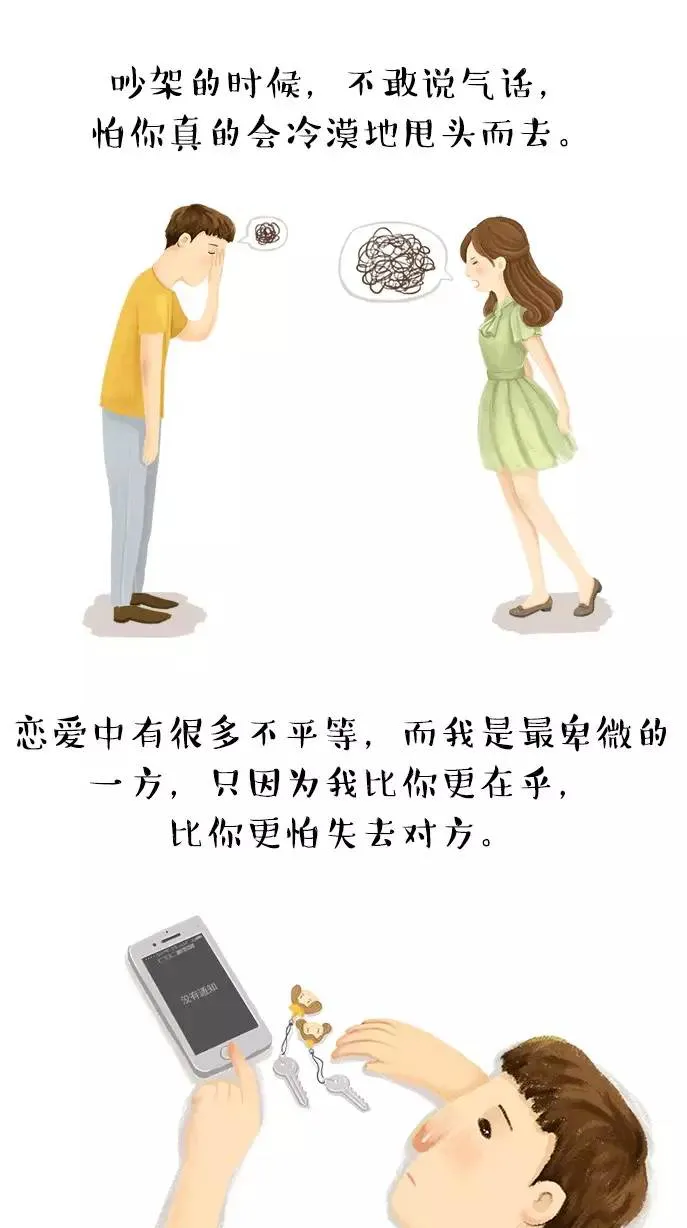 吵架的时候，不敢说气话，
怕你真的会冷漠地甩头而去。
恋爱中有很多不平等，而我是最卑微的
一方，只因为我比你更在乎，
比你更怕失去对方。
没有通知